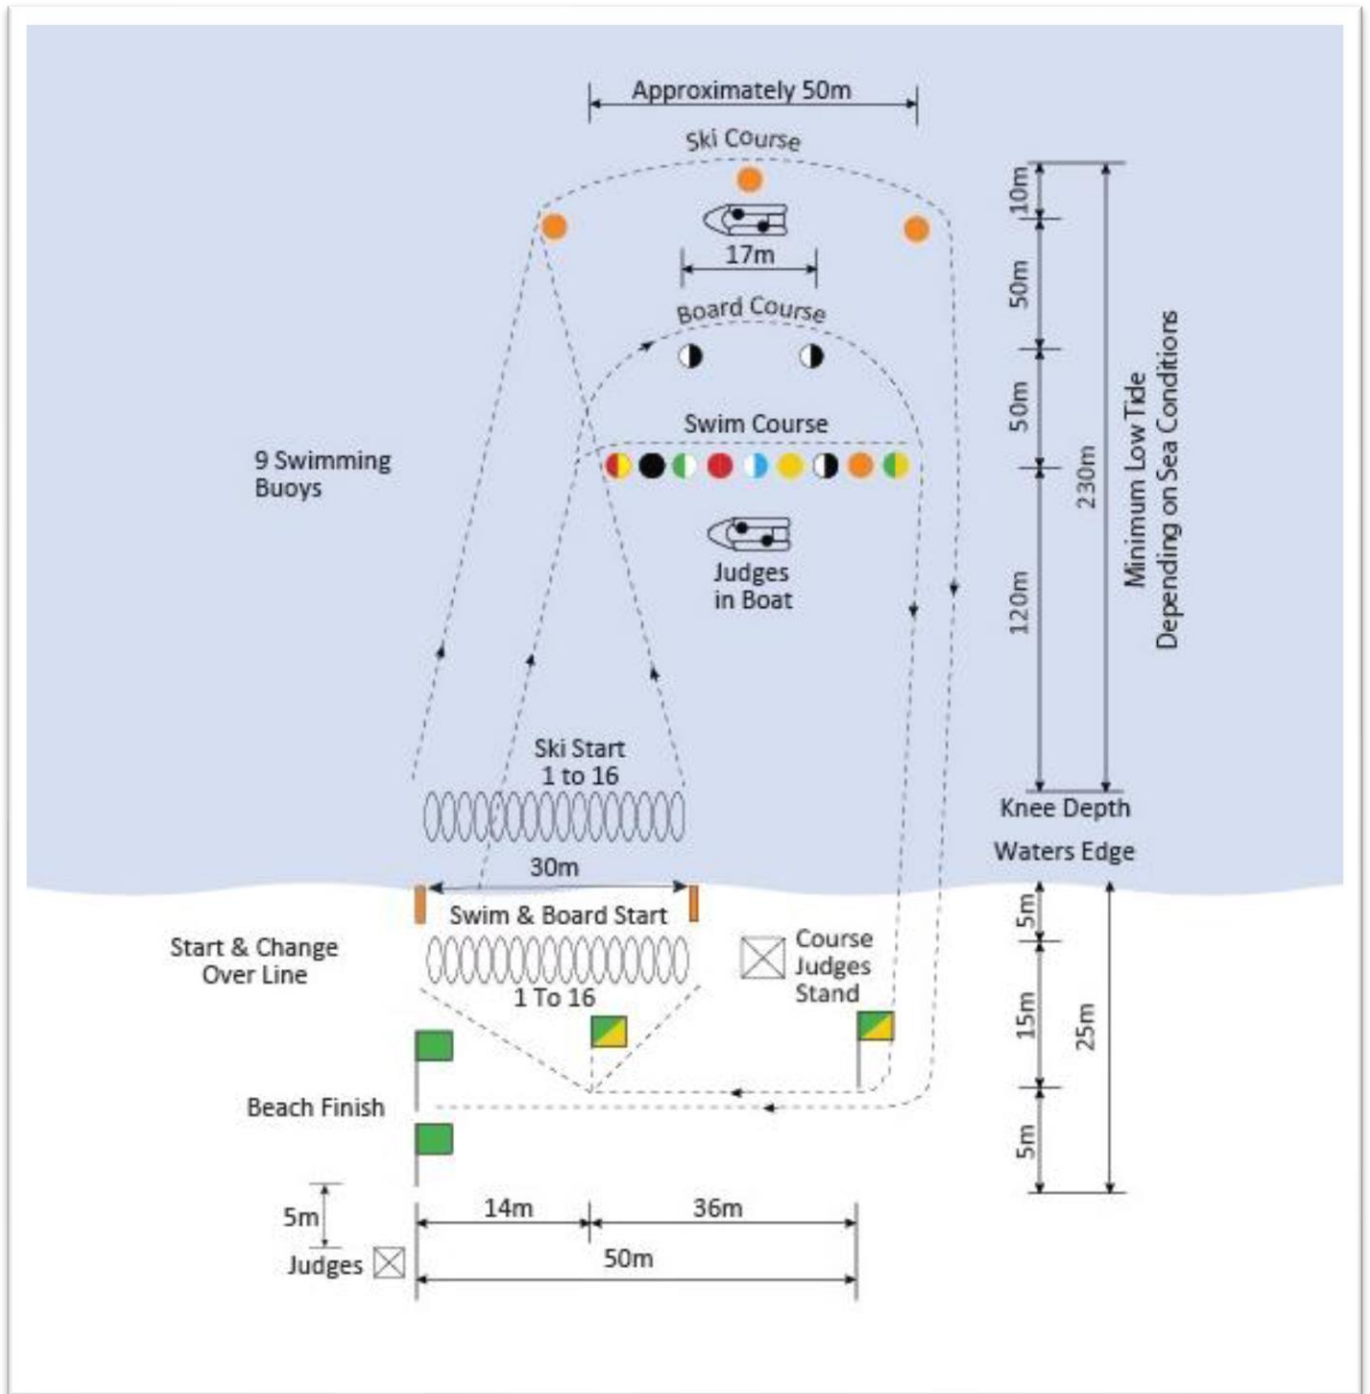 Approximately 50m
Ski Course
10m
17m
50m
Board Course
50m
Swim Course
9 Swimming
Buoys
230m
Minimum Low Tide
Depending on Sea Conditions
Judges
in Boat
120m
Ski Start
1 to 16
Knee Depth
Waters Edge
30m
Swim & Board Start
5m
Start & Change
Over Line
Course
Judges
Stand
1 To 16
15m
25m
Beach Finish
5m
14m
36m
5m
50m
Judges